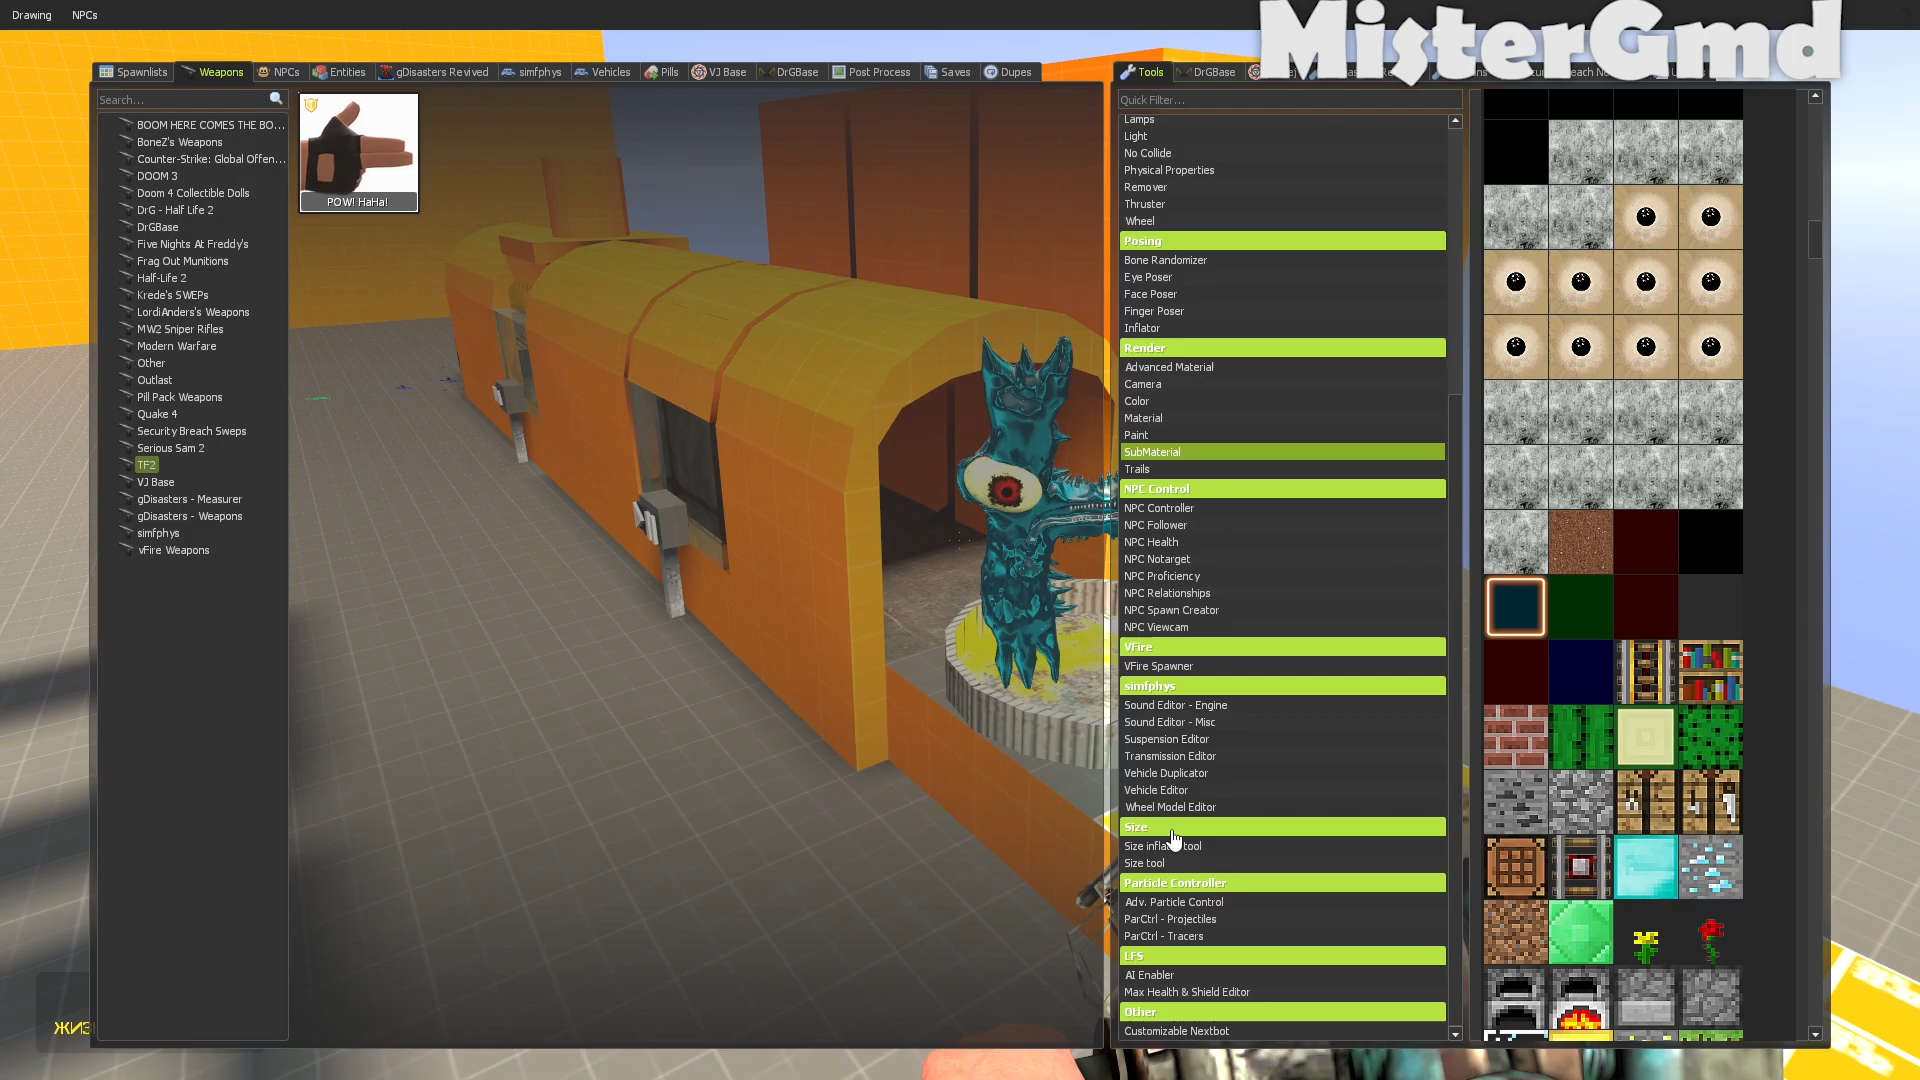 Drawing
NPCs
MisterGmd
Spawnlists
Weapons
NPCs
Entities
gDisasters Revived
simfphys
Vehicles
Pills
VJ Base
DrGBase
Post Process
Saves
Dupes
Tools
DrGBase
Search...
BOOM HERE COMES THE BO...
BoneZ's Weapons
Counter-Strike: Global Offen...
DOOM 3
Doom 4 Collectible Dolls
DrG - Half Life 2
DrGBase
Five Nights At Freddy's
Frag Out Munitions
Half-Life 2
Krede's SWEPs
LordiAnders's Weapons
MW2 Sniper Rifles
Modern Warfare
Other
Outlast
Pill Pack Weapons
Quake 4
Security Breach Sweps
Serious Sam 2
TF2
VJ Base
gDisasters - Measurer
gDisasters - Weapons
simfphys
vFire Weapons
POW! HaHa!
Quick Filter...
Lamps
Light
No Collide
Physical Properties
Remover
Thruster
Wheel
Posing
Bone Randomizer
Eye Poser
Face Poser
Finger Poser
Inflator
Render
Advanced Material
Camera
Color
Material
Paint
SubMaterial
Trails
NPC Control
NPC Controller
NPC Follower
NPC Health
NPC Notarget
NPC Proficiency
NPC Relationships
NPC Spawn Creator
NPC Viewcam
VFire
VFire Spawner
simfphys
Sound Editor - Engine
Sound Editor - Misc
Suspension Editor
Transmission Editor
Vehicle Duplicator
Vehicle Editor
Wheel Model Editor
Size
Size inflator tool
Size tool
Particle Controller
Adv. Particle Control
ParCtrl - Projectiles
ParCtrl - Tracers
LFS
AI Enabler
Max Health & Shield Editor
Other
Customizable Nextbot